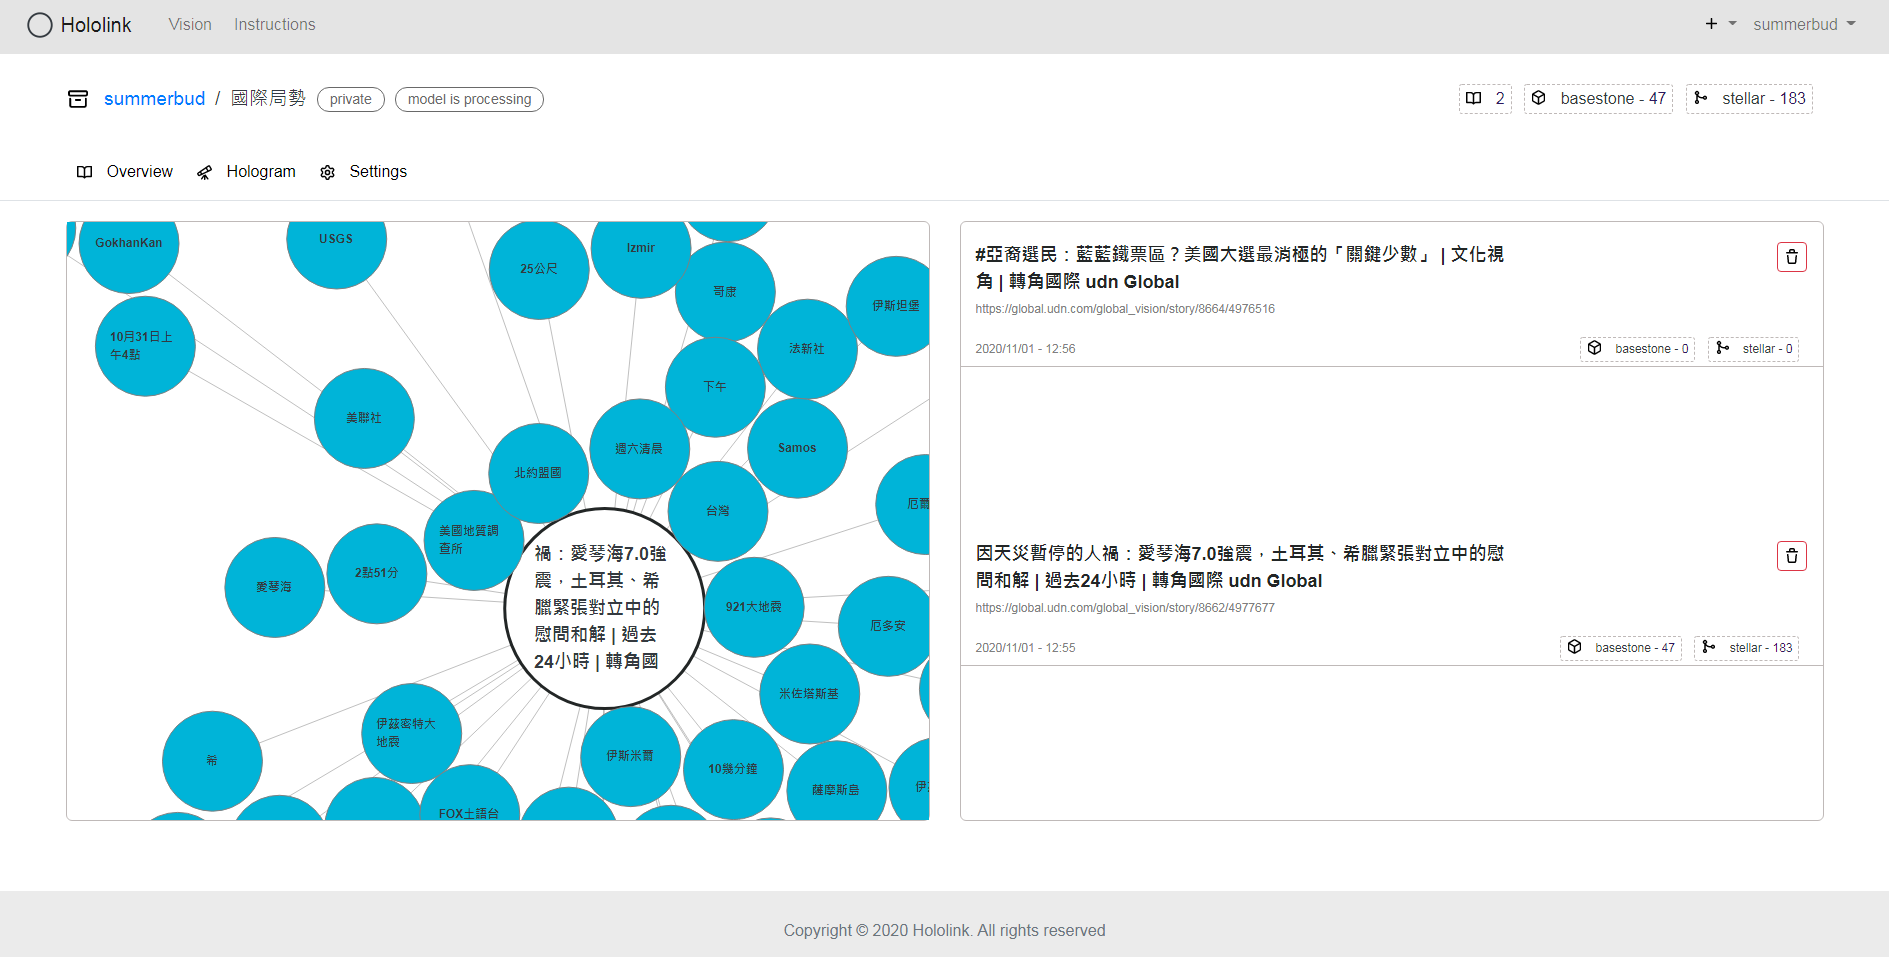 Hololink Vision Instructions
+ summerbud
summerbud / 國際局勢 private model is processing
2 basestone - 47 stellar - 183
Overview Hologram Settings
GokhanKan
USGS
Izmir
25公尺
哥康
伊斯坦堡
10月31日上
午4點
法新社
下午
美聯社
週六清晨
Samos
北約盟國
台灣
美國地質調
查所
2點51分
愛琴海
禍：愛琴海7.0強
震，土耳其、希
臘緊張對立中的
慰問和解 | 過去
24小時 | 轉角國
921大地震
厄多安
米佐塔斯基
伊茲密特大
地震
希
伊斯米爾
10幾分鐘
薩摩斯島
FOX土語台
#亞裔選民：藍藍鐵票區？美國大選最消極的「關鍵少數」 | 文化視
角 | 轉角國際 udn Global
https://global.udn.com/global_vision/story/8664/4976516
2020/11/01 - 12:56
basestone - 0 stellar - 0
因天災暫停的人禍：愛琴海7.0強震，土耳其、希臘緊張對立中的慰
問和解 | 過去24小時 | 轉角國際 udn Global
https://global.udn.com/global_vision/story/8662/4977677
2020/11/01 - 12:55
basestone - 47 stellar - 183
Copyright © 2020 Hololink. All rights reserved